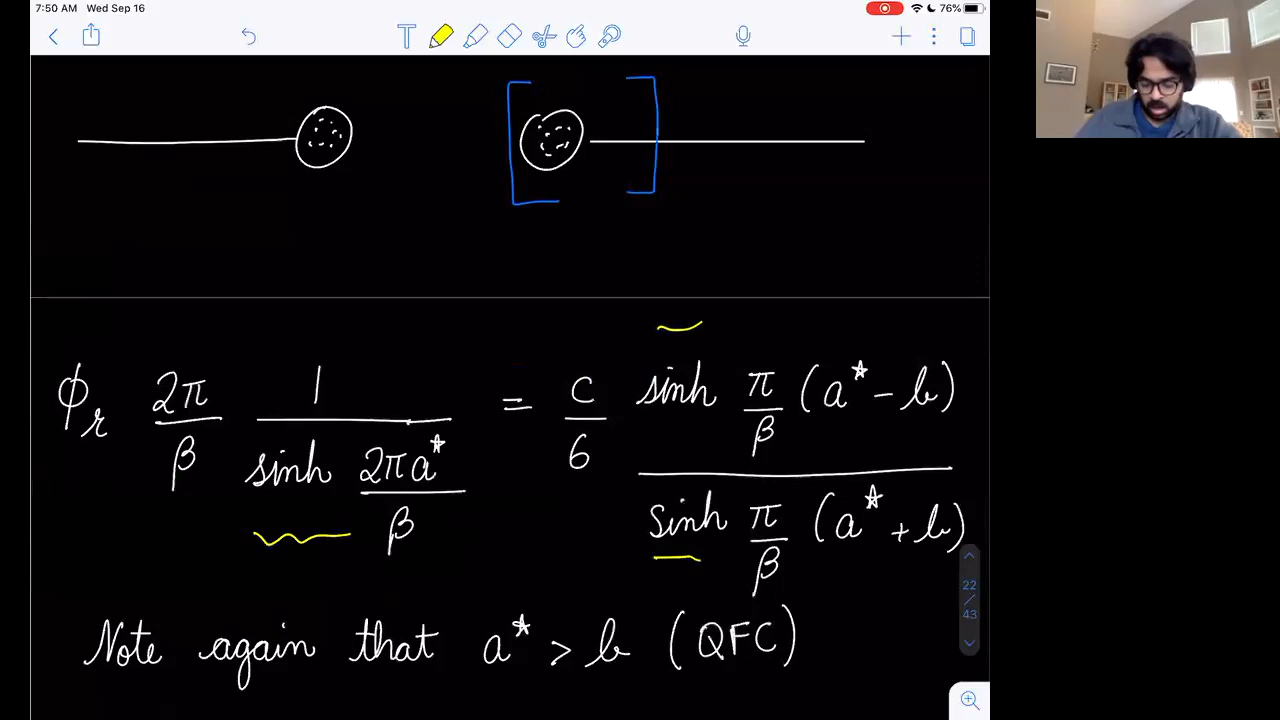 7:50 AM Wed Sep 16
76%
T
ϕ_r 2π/β 1/(sinh 2πa*/β) = c/6 (sinh π/β (a* − b))/(sinh π/β (a* + b))
22
/
43
Note again that a* > b (QFC)